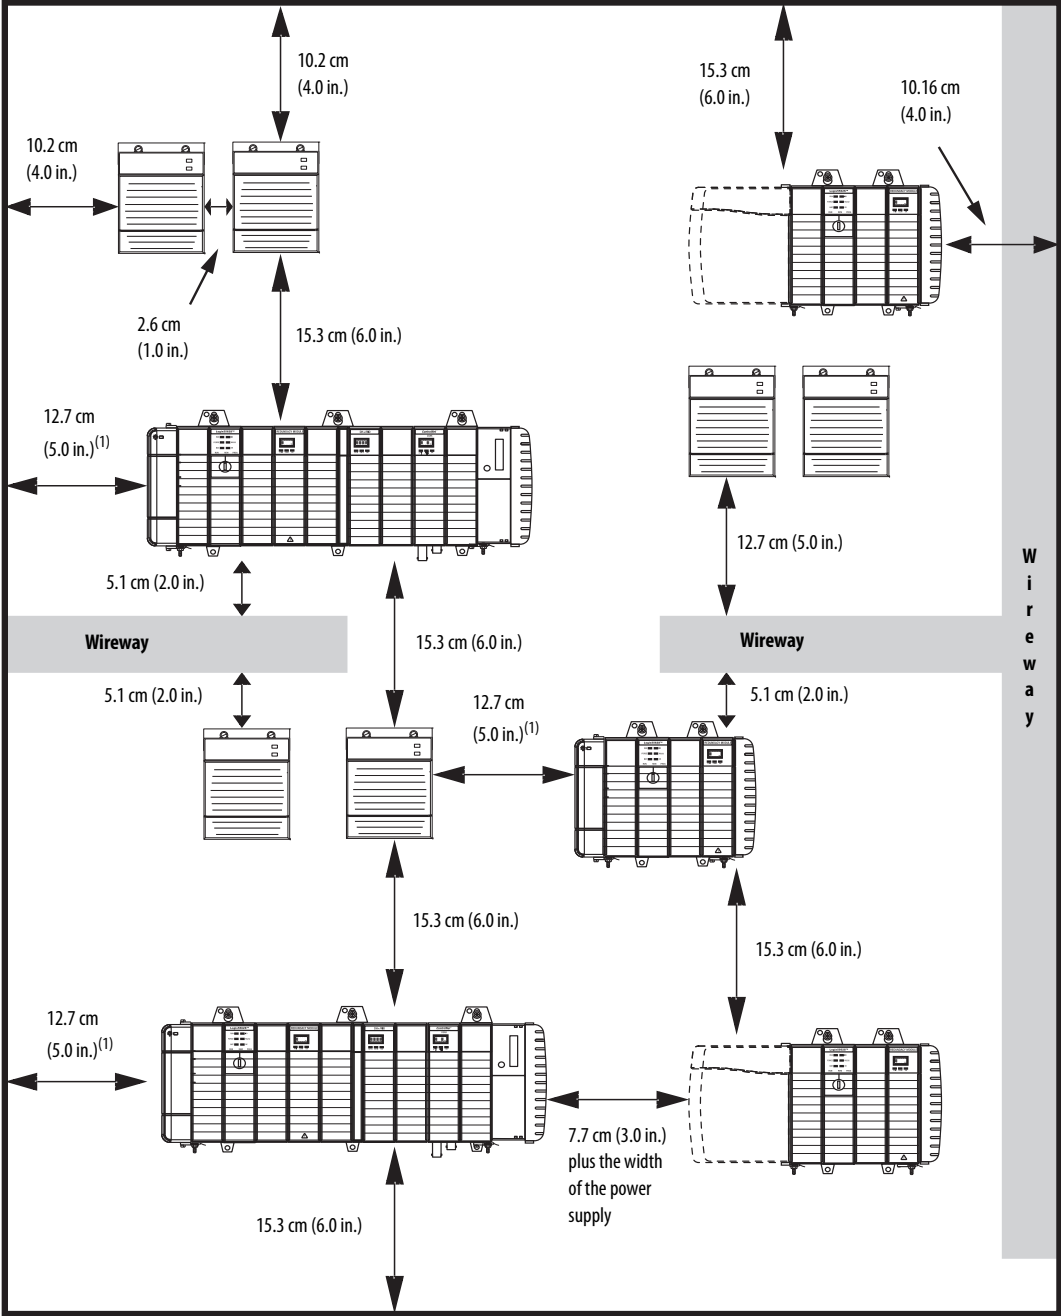 10.2 cm
(4.0 in.)
15.3 cm
(6.0 in.)
10.16 cm
(4.0 in.)
10.2 cm
(4.0 in.)
2.6 cm
(1.0 in.)
15.3 cm (6.0 in.)
12.7 cm
(5.0 in.)(1)
12.7 cm (5.0 in.)
5.1 cm (2.0 in.)
Wireway
15.3 cm (6.0 in.)
Wireway
Wireway
5.1 cm (2.0 in.)
12.7 cm
(5.0 in.)(1)
5.1 cm (2.0 in.)
15.3 cm (6.0 in.)
15.3 cm (6.0 in.)
12.7 cm
(5.0 in.)(1)
7.7 cm (3.0 in.)
plus the width
of the power
supply
15.3 cm (6.0 in.)